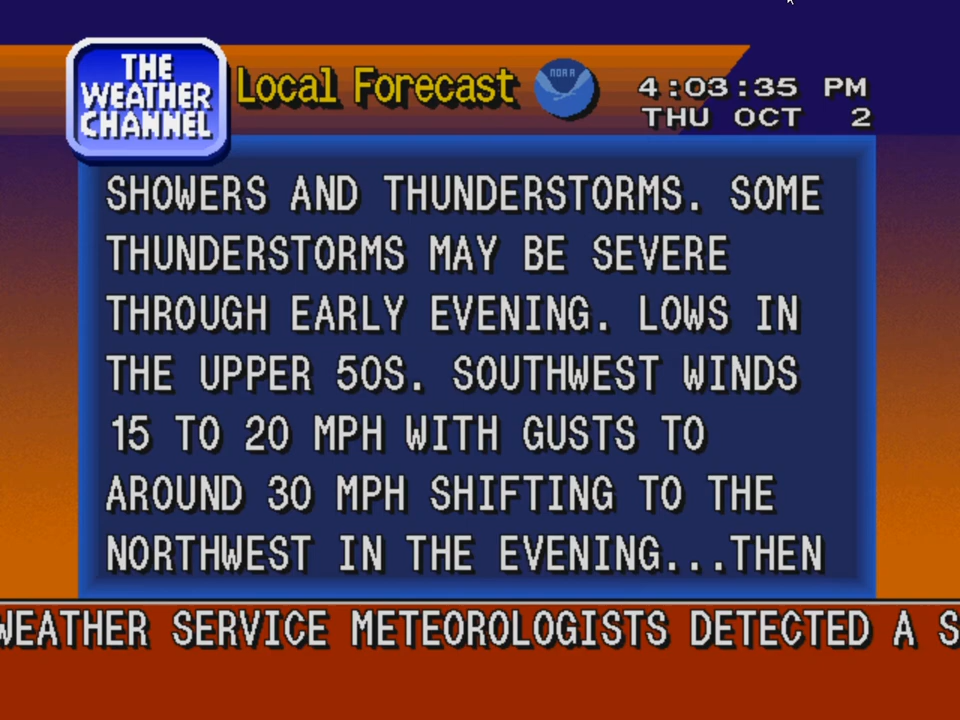 THE
WEATHER
CHANNEL
Local Forecast
NOAA
4:03:35 PM
THU OCT 2
SHOWERS AND THUNDERSTORMS. SOME
THUNDERSTORMS MAY BE SEVERE
THROUGH EARLY EVENING. LOWS IN
THE UPPER 50S. SOUTHWEST WINDS
15 TO 20 MPH WITH GUSTS TO
AROUND 30 MPH SHIFTING TO THE
NORTHWEST IN THE EVENING...THEN
WEATHER SERVICE METEOROLOGISTS DETECTED A S